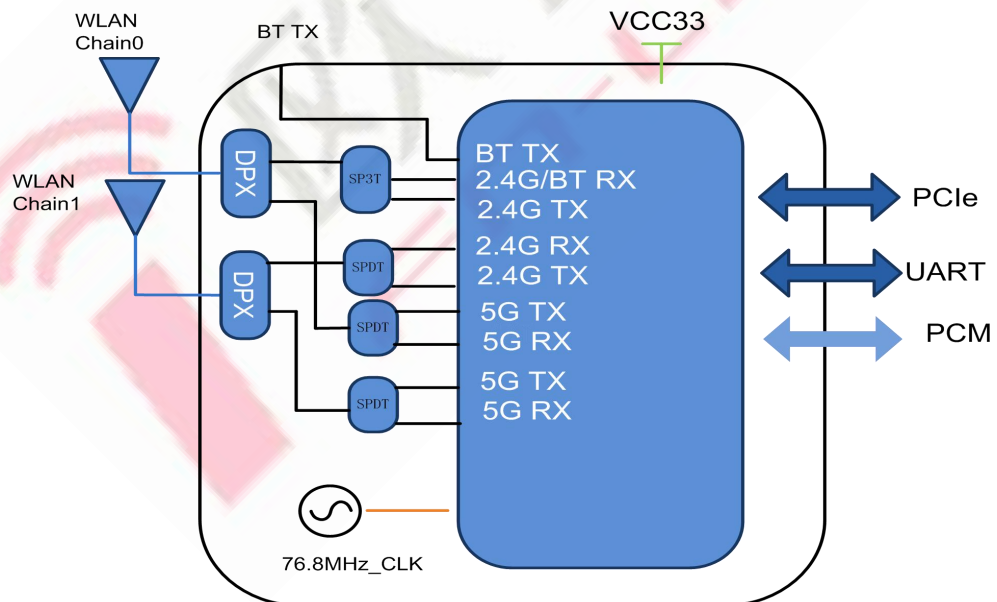 WLAN
Chain0
BT TX
VCC33
WLAN
Chain1
DPX
SP3T
BT TX
2.4G/BT RX
2.4G TX
PCIe
DPX
SPDT
2.4G RX
2.4G TX
UART
SPDT
5G TX
5G RX
PCM
SPDT
5G TX
5G RX
76.8MHz_CLK